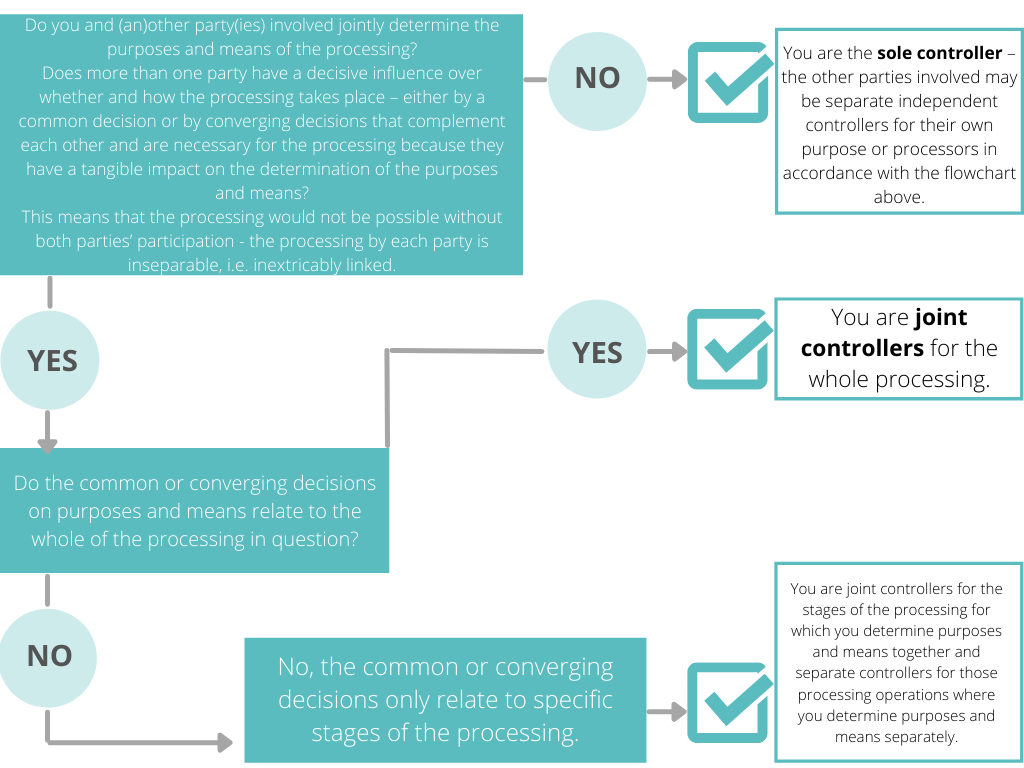 Do you and (an)other party(ies) involved jointly determine the
purposes and means of the processing?
Does more than one party have a decisive influence over
whether and how the processing takes place – either by a
common decision or by converging decisions that complement
each other and are necessary for the processing because they
have a tangible impact on the determination of the purposes
and means?
This means that the processing would not be possible without
both parties’ participation - the processing by each party is
inseparable, i.e. inextricably linked.
NO
You are the sole controller –
the other parties involved may
be separate independent
controllers for their own
purpose or processors in
accordance with the flowchart
above.
YES
YES
You are joint
controllers for the
whole processing.
Do the common or converging decisions
on purposes and means relate to the
whole of the processing in question?
NO
No, the common or converging
decisions only relate to specific
stages of the processing.
You are joint controllers for the
stages of the processing for
which you determine purposes
and means together and
separate controllers for those
processing operations where
you determine purposes and
means separately.